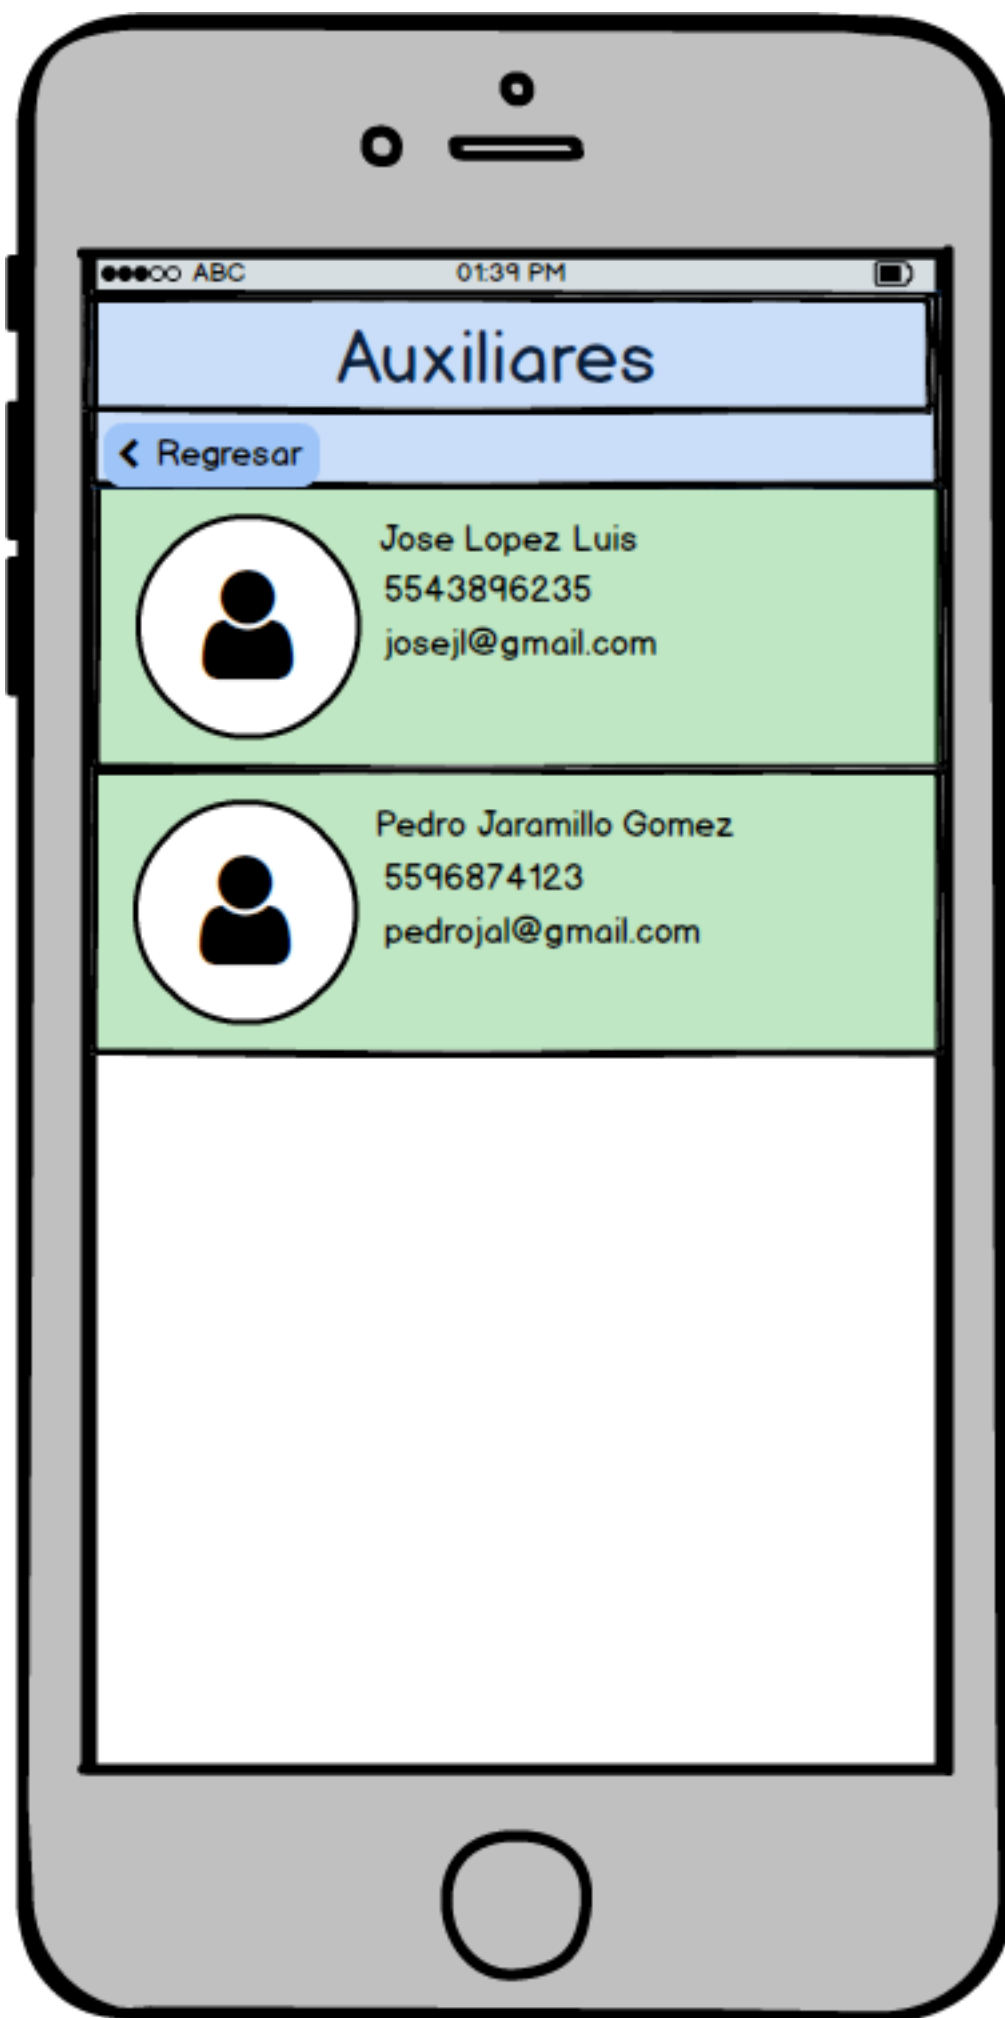 ABC 01:39 PM
Auxiliares
Regresar
Jose Lopez Luis
5543896235
josejl@gmail.com
Pedro Jaramillo Gomez
5596874123
pedrojal@gmail.com